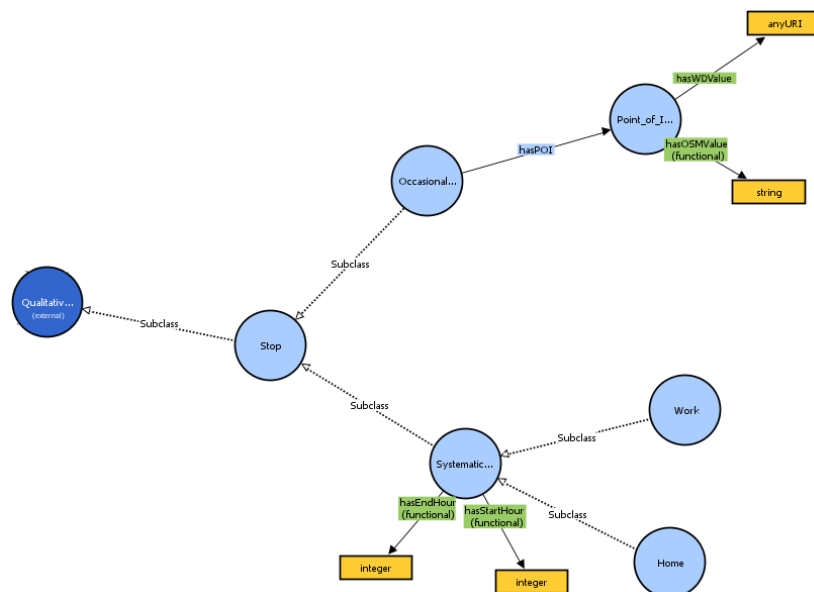 anyURI
hasWDValue
Point_of_I...
hasOSMValue
(functional)
hasPOI
Occasional...
string
Subclass
Qualitativ...
(external)
Subclass
Stop
Subclass
Work
Subclass
Systematic...
hasEndHour
(functional)
hasStartHour
(functional)
Subclass
Home
integer
integer